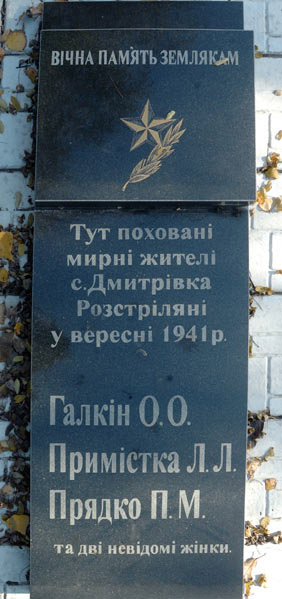 ВІЧНА ПАМ'ЯТЬ ЗЕМЛЯКАМ
Тут поховані
мирні жителі
с.Дмитрівка
Розстріляні
у вересні 1941р.
Галкін О.О.
Примістка Л.Л.
Прядко П.М.
та дві невідомі жінки.